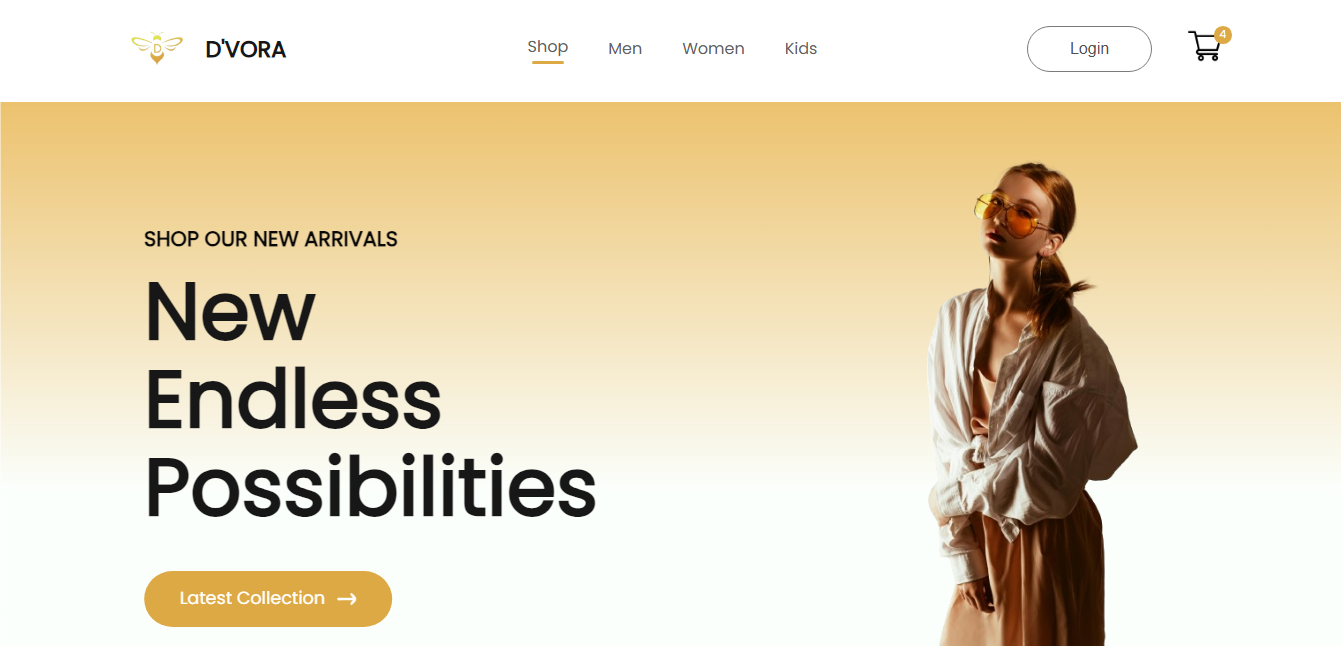 D
D'VORA
Shop
Men
Women
Kids
Login
4
SHOP OUR NEW ARRIVALS
New
Endless
Possibilities
Latest Collection